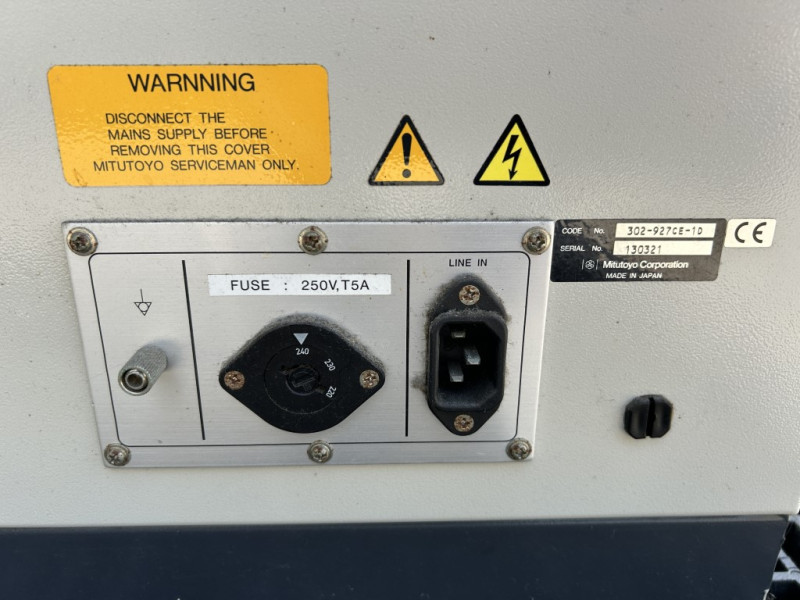 WARNNING
DISCONNECT THE
MAINS SUPPLY BEFORE
REMOVING THIS COVER
MITUTOYO SERVICEMAN ONLY.
CODE No. 302-927CE-1D
SERIAL No. 130321
Mitutoyo Corporation
MADE IN JAPAN
CE
LINE IN
FUSE : 250V,T5A
240
230
220